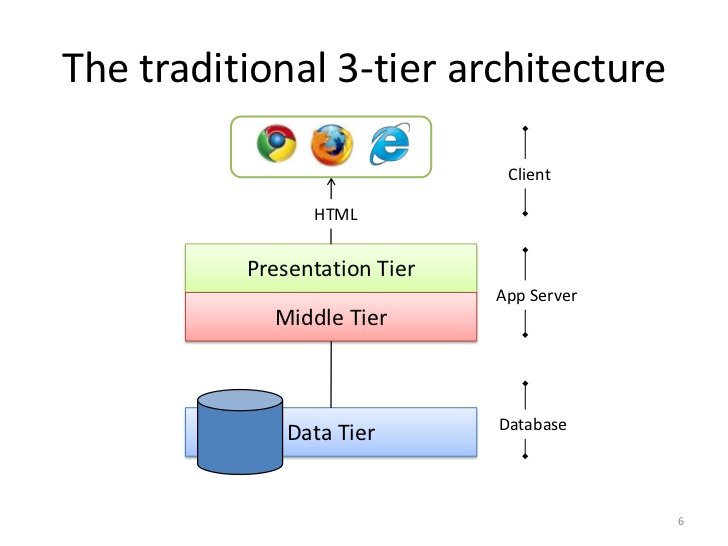 The traditional 3-tier architecture
Client
HTML
Presentation Tier
App Server
Middle Tier
Data Tier
Database
6